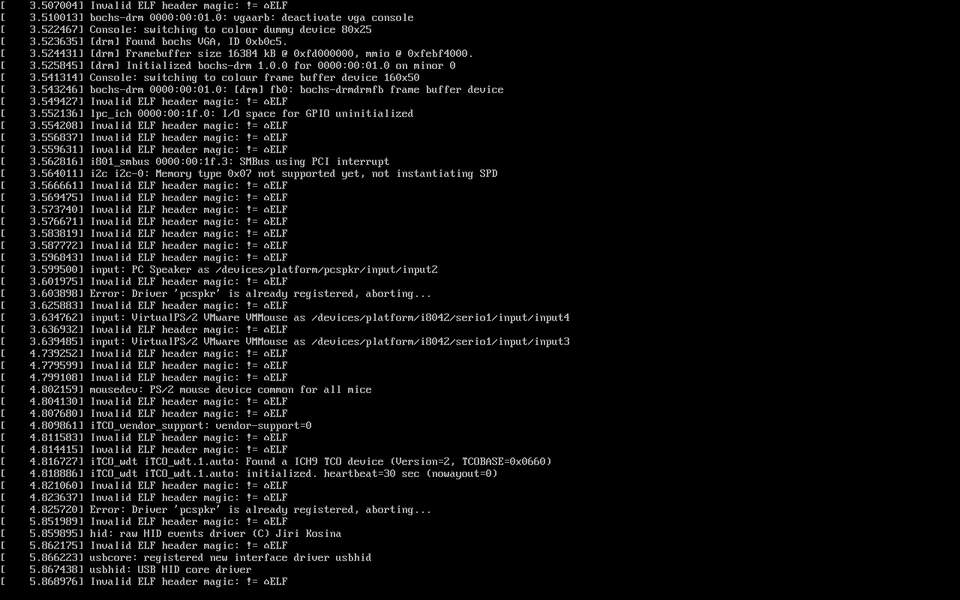 [    3.507004] Invalid ELF header magic: != ⌂ELF
[    3.510013] bochs-drm 0000:00:01.0: vgaarb: deactivate vga console
[    3.522467] Console: switching to colour dummy device 80x25
[    3.523635] [drm] Found bochs VGA, ID 0xb0c5.
[    3.524431] [drm] Framebuffer size 16384 kB @ 0xfd000000, mmio @ 0xfebf4000.
[    3.525845] [drm] Initialized bochs-drm 1.0.0 for 0000:00:01.0 on minor 0
[    3.541314] Console: switching to colour frame buffer device 160x50
[    3.543246] bochs-drm 0000:00:01.0: [drm] fb0: bochs-drmdrmfb frame buffer device
[    3.549427] Invalid ELF header magic: != ⌂ELF
[    3.552136] lpc_ich 0000:00:1f.0: I/O space for GPIO uninitialized
[    3.554208] Invalid ELF header magic: != ⌂ELF
[    3.556837] Invalid ELF header magic: != ⌂ELF
[    3.559631] Invalid ELF header magic: != ⌂ELF
[    3.562816] i801_smbus 0000:00:1f.3: SMBus using PCI interrupt
[    3.564011] i2c i2c-0: Memory type 0x07 not supported yet, not instantiating SPD
[    3.566661] Invalid ELF header magic: != ⌂ELF
[    3.569475] Invalid ELF header magic: != ⌂ELF
[    3.573740] Invalid ELF header magic: != ⌂ELF
[    3.576671] Invalid ELF header magic: != ⌂ELF
[    3.583819] Invalid ELF header magic: != ⌂ELF
[    3.587772] Invalid ELF header magic: != ⌂ELF
[    3.596843] Invalid ELF header magic: != ⌂ELF
[    3.599500] input: PC Speaker as /devices/platform/pcspkr/input/input2
[    3.601975] Invalid ELF header magic: != ⌂ELF
[    3.603898] Error: Driver 'pcspkr' is already registered, aborting...
[    3.625883] Invalid ELF header magic: != ⌂ELF
[    3.634762] input: VirtualPS/2 VMware VMMouse as /devices/platform/i8042/serio1/input/input4
[    3.636932] Invalid ELF header magic: != ⌂ELF
[    3.639485] input: VirtualPS/2 VMware VMMouse as /devices/platform/i8042/serio1/input/input3
[    4.739252] Invalid ELF header magic: != ⌂ELF
[    4.779599] Invalid ELF header magic: != ⌂ELF
[    4.799108] Invalid ELF header magic: != ⌂ELF
[    4.802159] mousedev: PS/2 mouse device common for all mice
[    4.804130] Invalid ELF header magic: != ⌂ELF
[    4.807680] Invalid ELF header magic: != ⌂ELF
[    4.809861] iTCO_vendor_support: vendor-support=0
[    4.811583] Invalid ELF header magic: != ⌂ELF
[    4.814415] Invalid ELF header magic: != ⌂ELF
[    4.816727] iTCO_wdt iTCO_wdt.1.auto: Found a ICH9 TCO device (Version=2, TCOBASE=0x0660)
[    4.818886] iTCO_wdt iTCO_wdt.1.auto: initialized. heartbeat=30 sec (nowayout=0)
[    4.821060] Invalid ELF header magic: != ⌂ELF
[    4.823637] Invalid ELF header magic: != ⌂ELF
[    4.825720] Error: Driver 'pcspkr' is already registered, aborting...
[    5.851989] Invalid ELF header magic: != ⌂ELF
[    5.859895] hid: raw HID events driver (C) Jiri Kosina
[    5.862175] Invalid ELF header magic: != ⌂ELF
[    5.866223] usbcore: registered new interface driver usbhid
[    5.867438] usbhid: USB HID core driver
[    5.868976] Invalid ELF header magic: != ⌂ELF